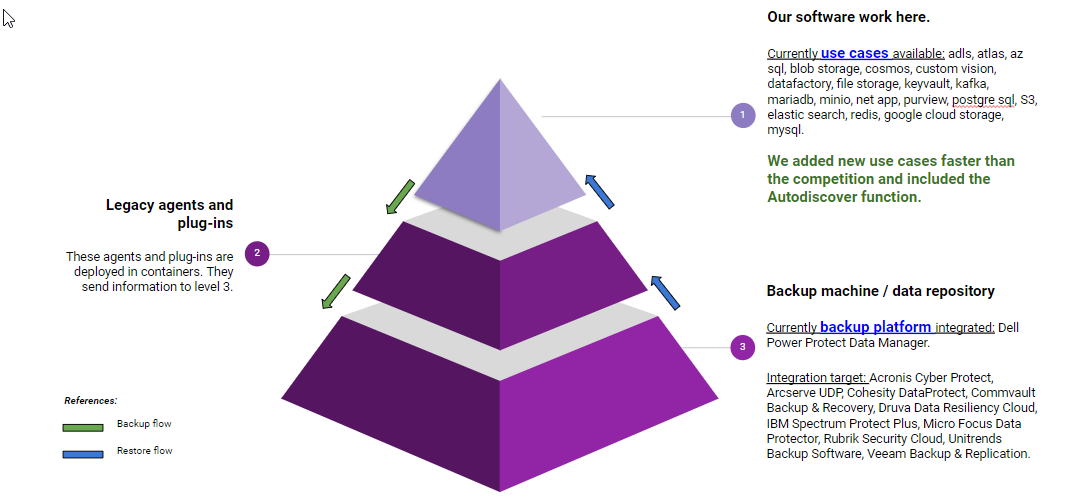 Our software work here.
Currently use cases available: adls, atlas, az
sql, blob storage, cosmos, custom vision,
datafactory, file storage, keyvault, kafka,
mariadb, minio, net app, purview, postgre sql, S3,
elastic search, redis, google cloud storage,
mysql.
We added new use cases faster than
the competition and included the
Autodiscover function.
1
Legacy agents and
plug-ins
These agents and plug-ins are
deployed in containers. They
send information to level 3.
2
Backup machine / data repository
Currently backup platform integrated: Dell
Power Protect Data Manager.
Integration target: Acronis Cyber Protect,
Arcserve UDP, Cohesity DataProtect, Commvault
Backup & Recovery, Druva Data Resiliency Cloud,
IBM Spectrum Protect Plus, Micro Focus Data
Protector, Rubrik Security Cloud, Unitrends
Backup Software, Veeam Backup & Replication.
3
References:
Backup flow
Restore flow